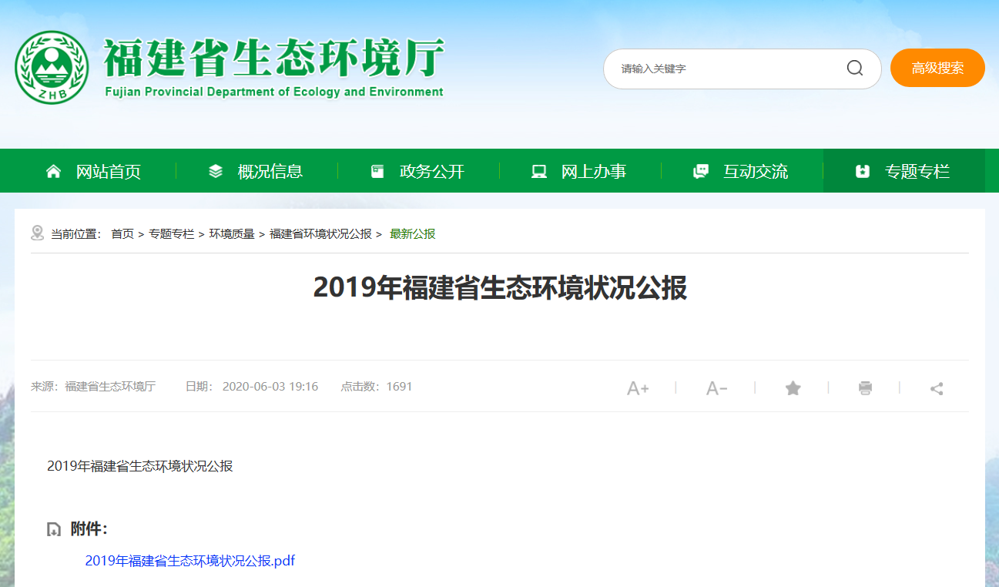 福建省生态环境厅
Fujian Provincial Department of Ecology and Environment
ZHB
请输入关键字
高级搜索
网站首页 概况信息 政务公开 网上办事 互动交流 专题专栏
当前位置： 首页 > 专题专栏 > 环境质量 > 福建省环境状况公报 > 最新公报
2019年福建省生态环境状况公报
来源：福建省生态环境厅 日期： 2020-06-03 19:16 点击数：1691
A+ A-
2019年福建省生态环境状况公报
附件：
2019年福建省生态环境状况公报.pdf